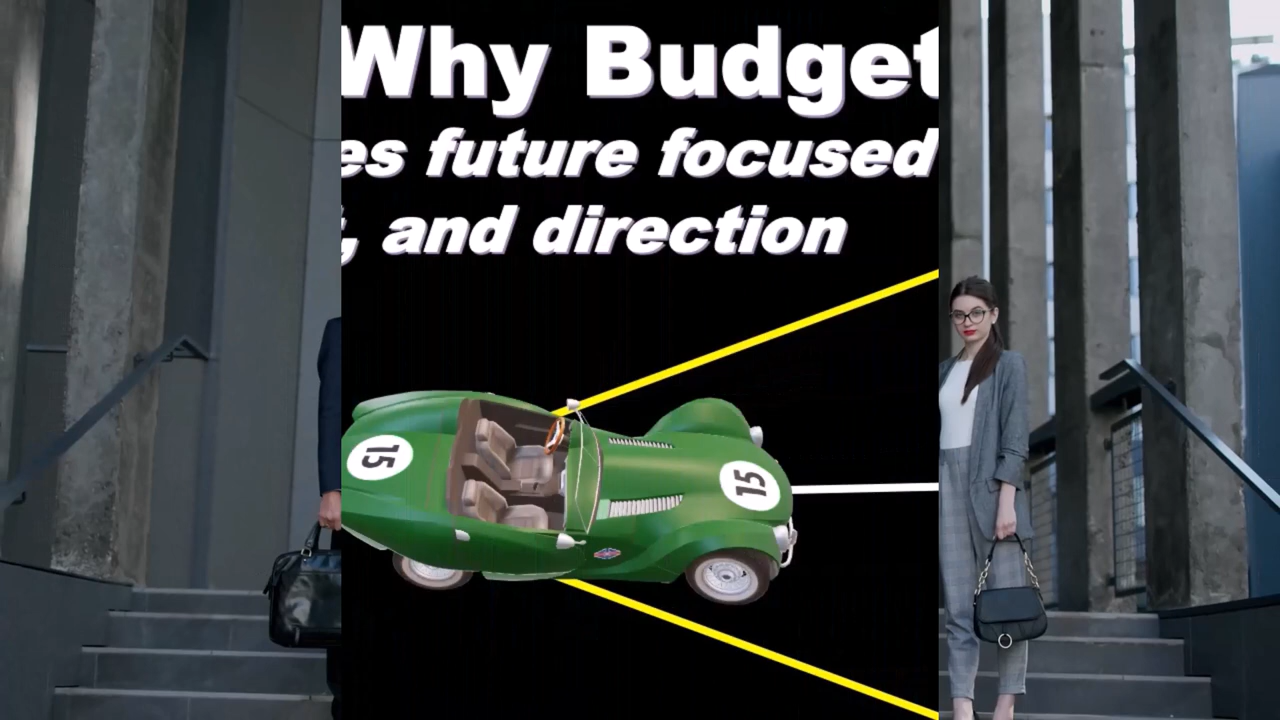 Why Budget
es future focused
, and direction
15
15